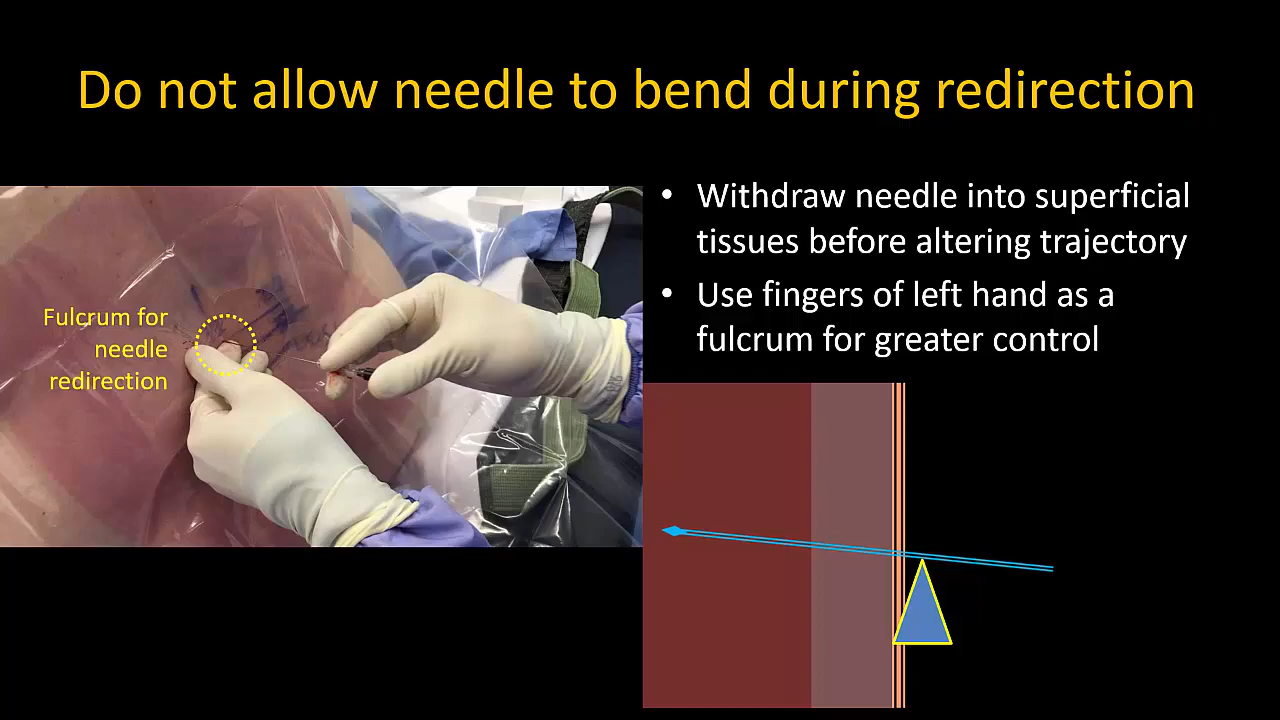 Do not allow needle to bend during redirection
Fulcrum for
needle
redirection
• Withdraw needle into superficial
tissues before altering trajectory
• Use fingers of left hand as a
fulcrum for greater control